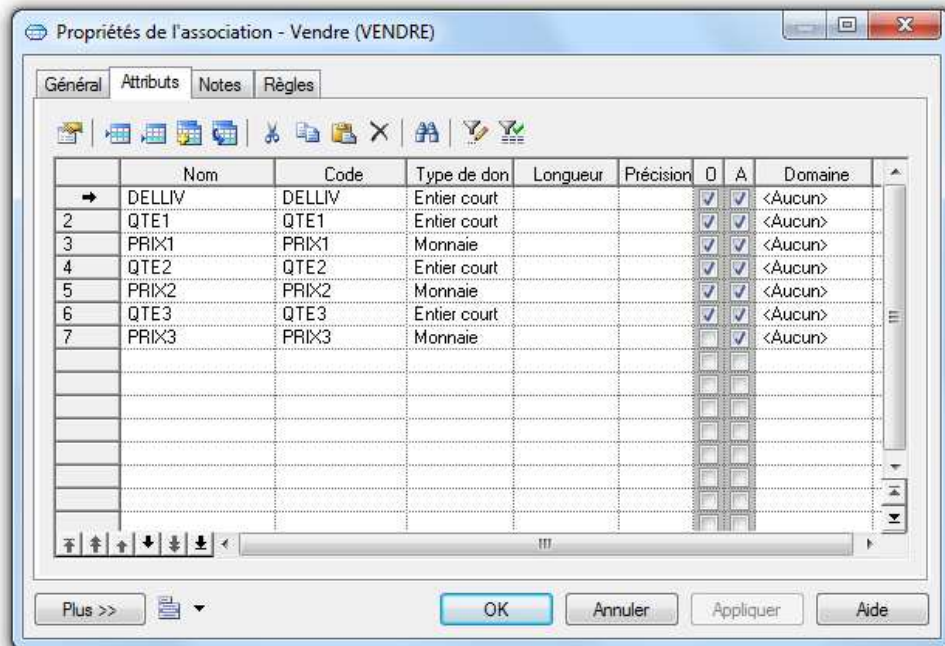 Propriétés de l'association - Vendre (VENDRE)
Général Attributs Notes Règles
Nom Code Type de don Longueur Précision O A Domaine
DELLIV DELLIV Entier court <Aucun>
2 QTE1 QTE1 Entier court <Aucun>
3 PRIX1 PRIX1 Monnaie <Aucun>
4 QTE2 QTE2 Entier court <Aucun>
5 PRIX2 PRIX2 Monnaie <Aucun>
6 QTE3 QTE3 Entier court <Aucun>
7 PRIX3 PRIX3 Monnaie <Aucun>
Plus >> OK Annuler Appliquer Aide